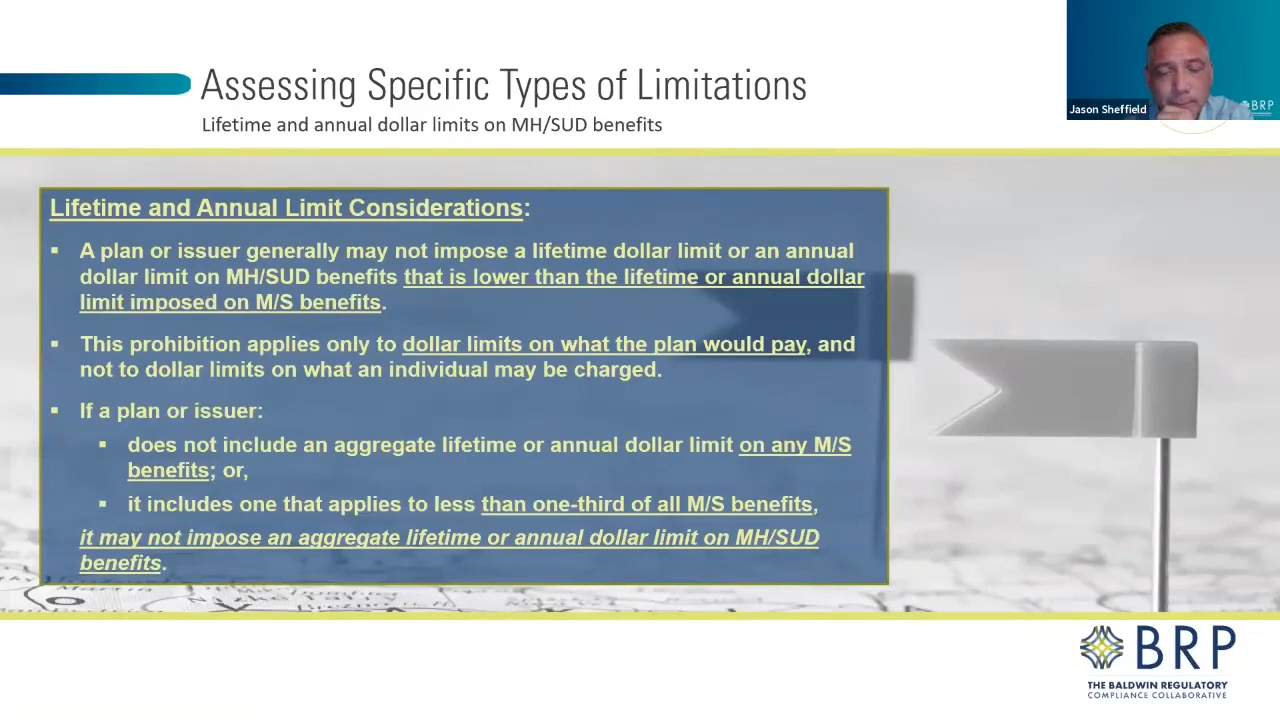 Assessing Specific Types of Limitations
Lifetime and annual dollar limits on MH/SUD benefits
Jason Sheffield
BRP
Lifetime and Annual Limit Considerations:
▪ A plan or issuer generally may not impose a lifetime dollar limit or an annual
dollar limit on MH/SUD benefits that is lower than the lifetime or annual dollar
limit imposed on M/S benefits.
▪ This prohibition applies only to dollar limits on what the plan would pay, and
not to dollar limits on what an individual may be charged.
▪ If a plan or issuer:
▪ does not include an aggregate lifetime or annual dollar limit on any M/S
benefits; or,
▪ it includes one that applies to less than one-third of all M/S benefits,
it may not impose an aggregate lifetime or annual dollar limit on MH/SUD
benefits.
BRP
THE BALDWIN REGULATORY
COMPLIANCE COLLABORATIVE